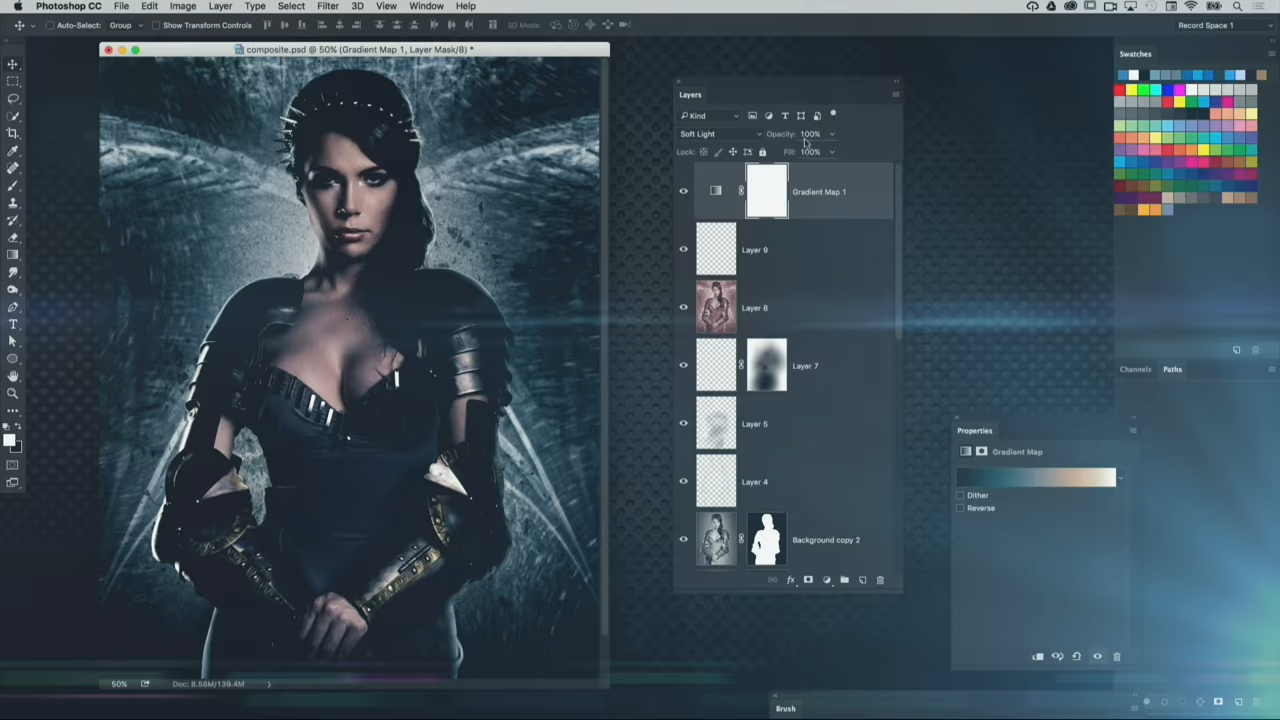 Photoshop CC File Edit Image Layer Type Select Filter 3D View Window Help
Auto-Select: Group Show Transform Controls 3D Mode: Record Space 1
composite.psd @ 50% (Gradient Map 1, Layer Mask/8) *
Swatches
Layers
Kind
Soft Light Opacity: 100%
Lock: Fill: 100%
Gradient Map 1
Layer 9
Layer 8
Layer 7
Layer 5
Layer 4
Background copy 2
fx
Channels Paths
Properties
Gradient Map
Dither
Reverse
50% Doc: 8.58M/139.4M
Brush